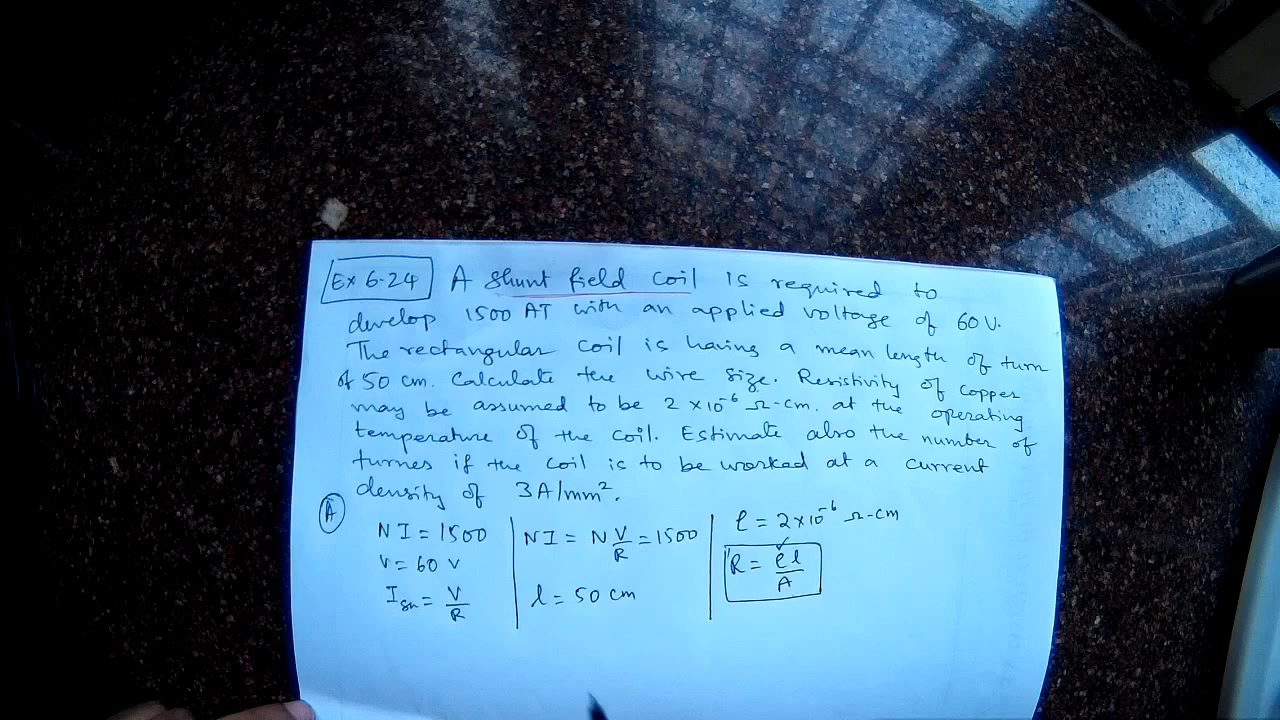 Ex 6.24 A shunt field coil is required to
develop 1500 AT with an applied voltage of 60 V.
The rectangular coil is having a mean length of turn
of 50 cm. Calculate the wire size. Resistivity of copper
may be assumed to be 2 × 10⁻⁶ Ω-cm. at the operating
temperature of the coil. Estimate also the number of
turnes if the coil is to be worked at a current
density of 3 A/mm².
A
NI = 1500
V = 60 V
I_sh = V/R
NI = N V/R = 1500
l = 50 cm
ρ = 2 × 10⁻⁶ Ω-cm
R = ρl/A